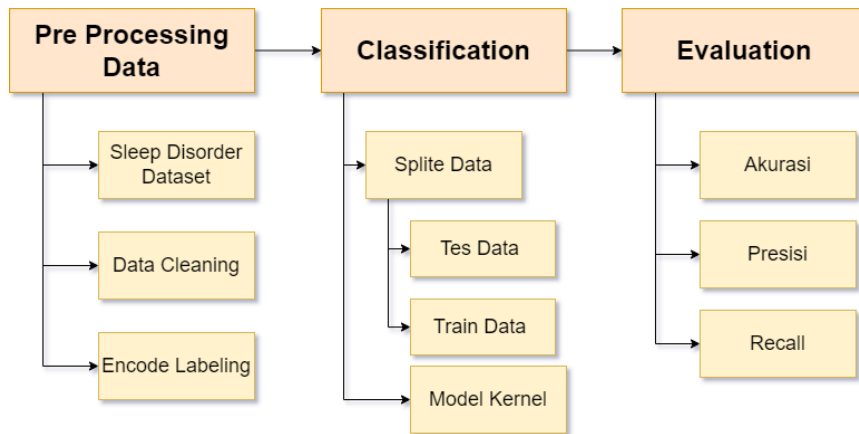 Pre Processing
Data
Classification
Evaluation
Sleep Disorder
Dataset
Data Cleaning
Encode Labeling
Splite Data
Tes Data
Train Data
Model Kernel
Akurasi
Presisi
Recall